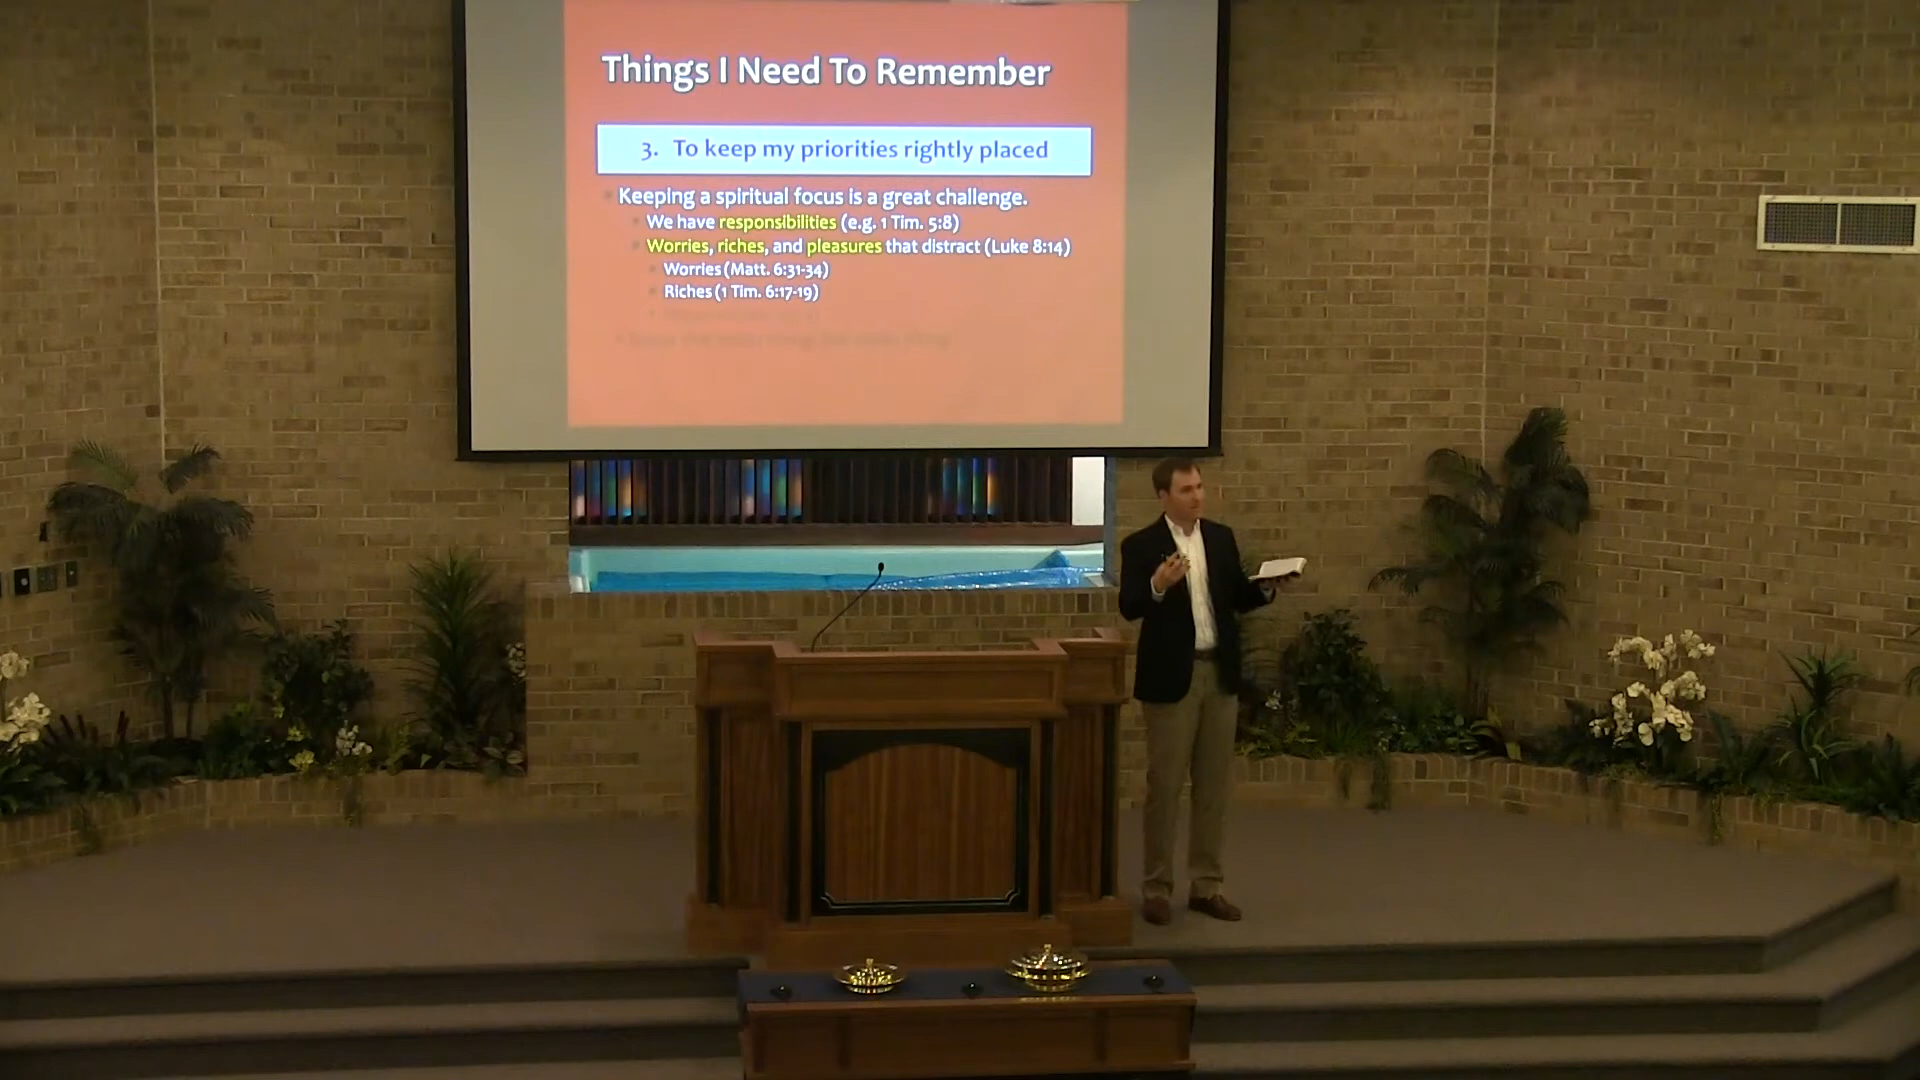 Things I Need To Remember
3. To keep my priorities rightly placed
Keeping a spiritual focus is a great challenge.
We have responsibilities (e.g. 1 Tim. 5:8)
Worries, riches, and pleasures that distract (Luke 8:14)
Worries (Matt. 6:31-34)
Riches (1 Tim. 6:17-19)